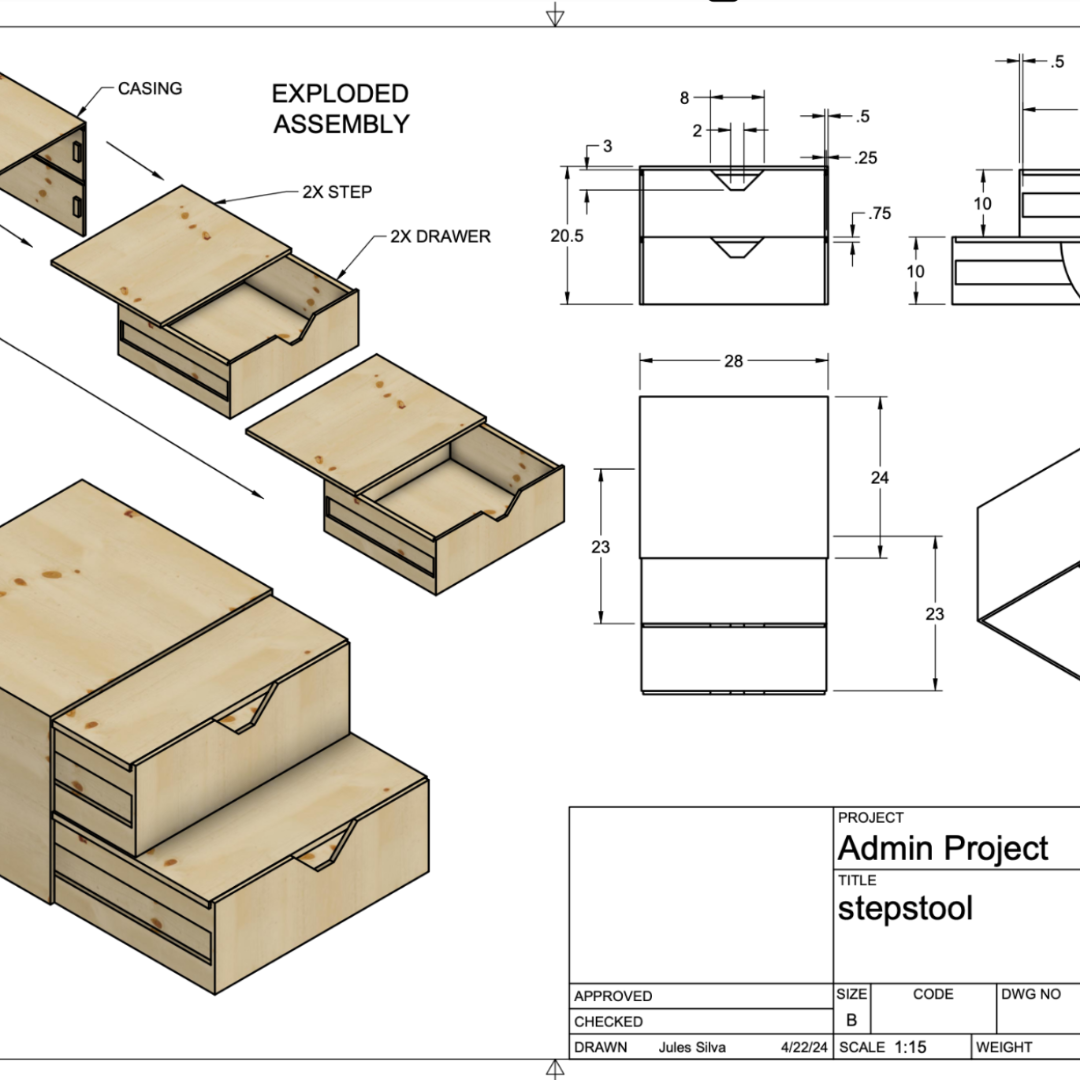 CASING
EXPLODED
ASSEMBLY
2X STEP
2X DRAWER
8
2
3
.5
.25
.75
20.5
.5
10
10
28
24
23
23
PROJECT
Admin Project
TITLE
stepstool
APPROVED
CHECKED
DRAWN Jules Silva 4/22/24
SIZE
B
CODE
DWG NO
SCALE 1:15
WEIGHT